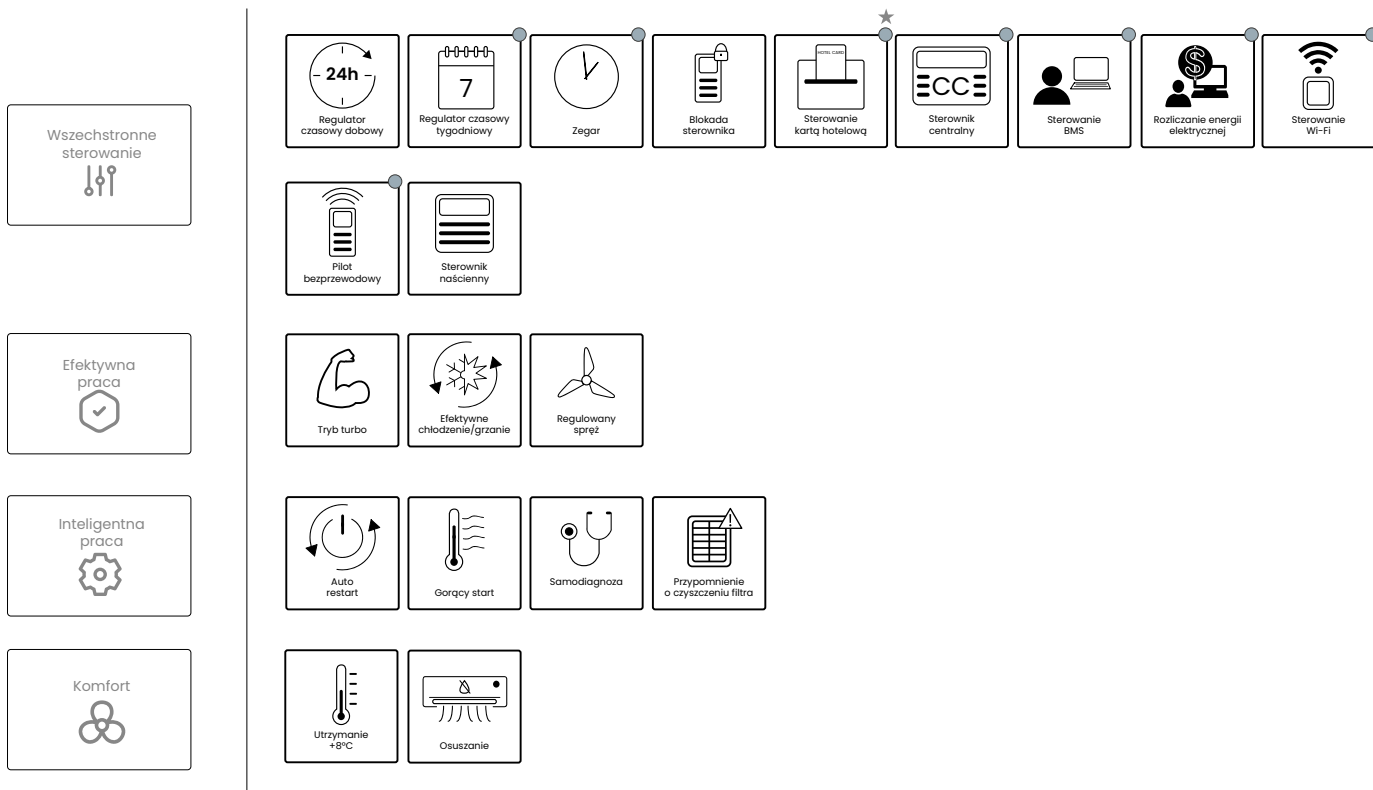 Wszechstronne
sterowanie
24h
Regulator
czasowy dobowy
7
Regulator czasowy
tygodniowy
Zegar
Blokada
sterownika
HOTEL CARD
Sterowanie
kartą hotelową
CC
Sterownik
centralny
Sterowanie
BMS
$
Rozliczanie energii
elektrycznej
Sterowanie
Wi-Fi
Pilot
bezprzewodowy
Sterownik
naścienny
Efektywna
praca
Tryb turbo
Efektywne
chłodzenie/grzanie
Regulowany
spręż
Inteligentna
praca
Auto
restart
Gorący start
Samodiagnoza
Przypomnienie
o czyszczeniu filtra
Komfort
Utrzymanie
+8°C
Osuszanie